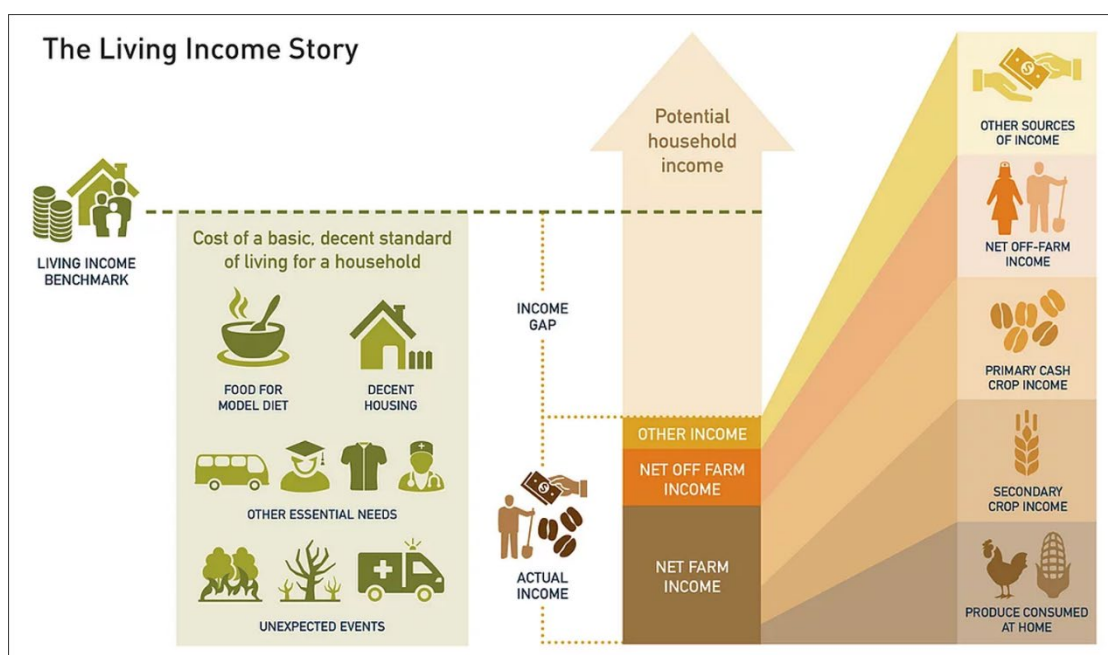 The Living Income Story
LIVING INCOME
BENCHMARK
Cost of a basic, decent standard
of living for a household
FOOD FOR
MODEL DIET
DECENT
HOUSING
OTHER ESSENTIAL NEEDS
UNEXPECTED EVENTS
INCOME
GAP
ACTUAL
INCOME
Potential
household
income
OTHER INCOME
NET OFF FARM
INCOME
NET FARM
INCOME
OTHER SOURCES
OF INCOME
NET OFF-FARM
INCOME
PRIMARY CASH
CROP INCOME
SECONDARY
CROP INCOME
PRODUCE CONSUMED
AT HOME